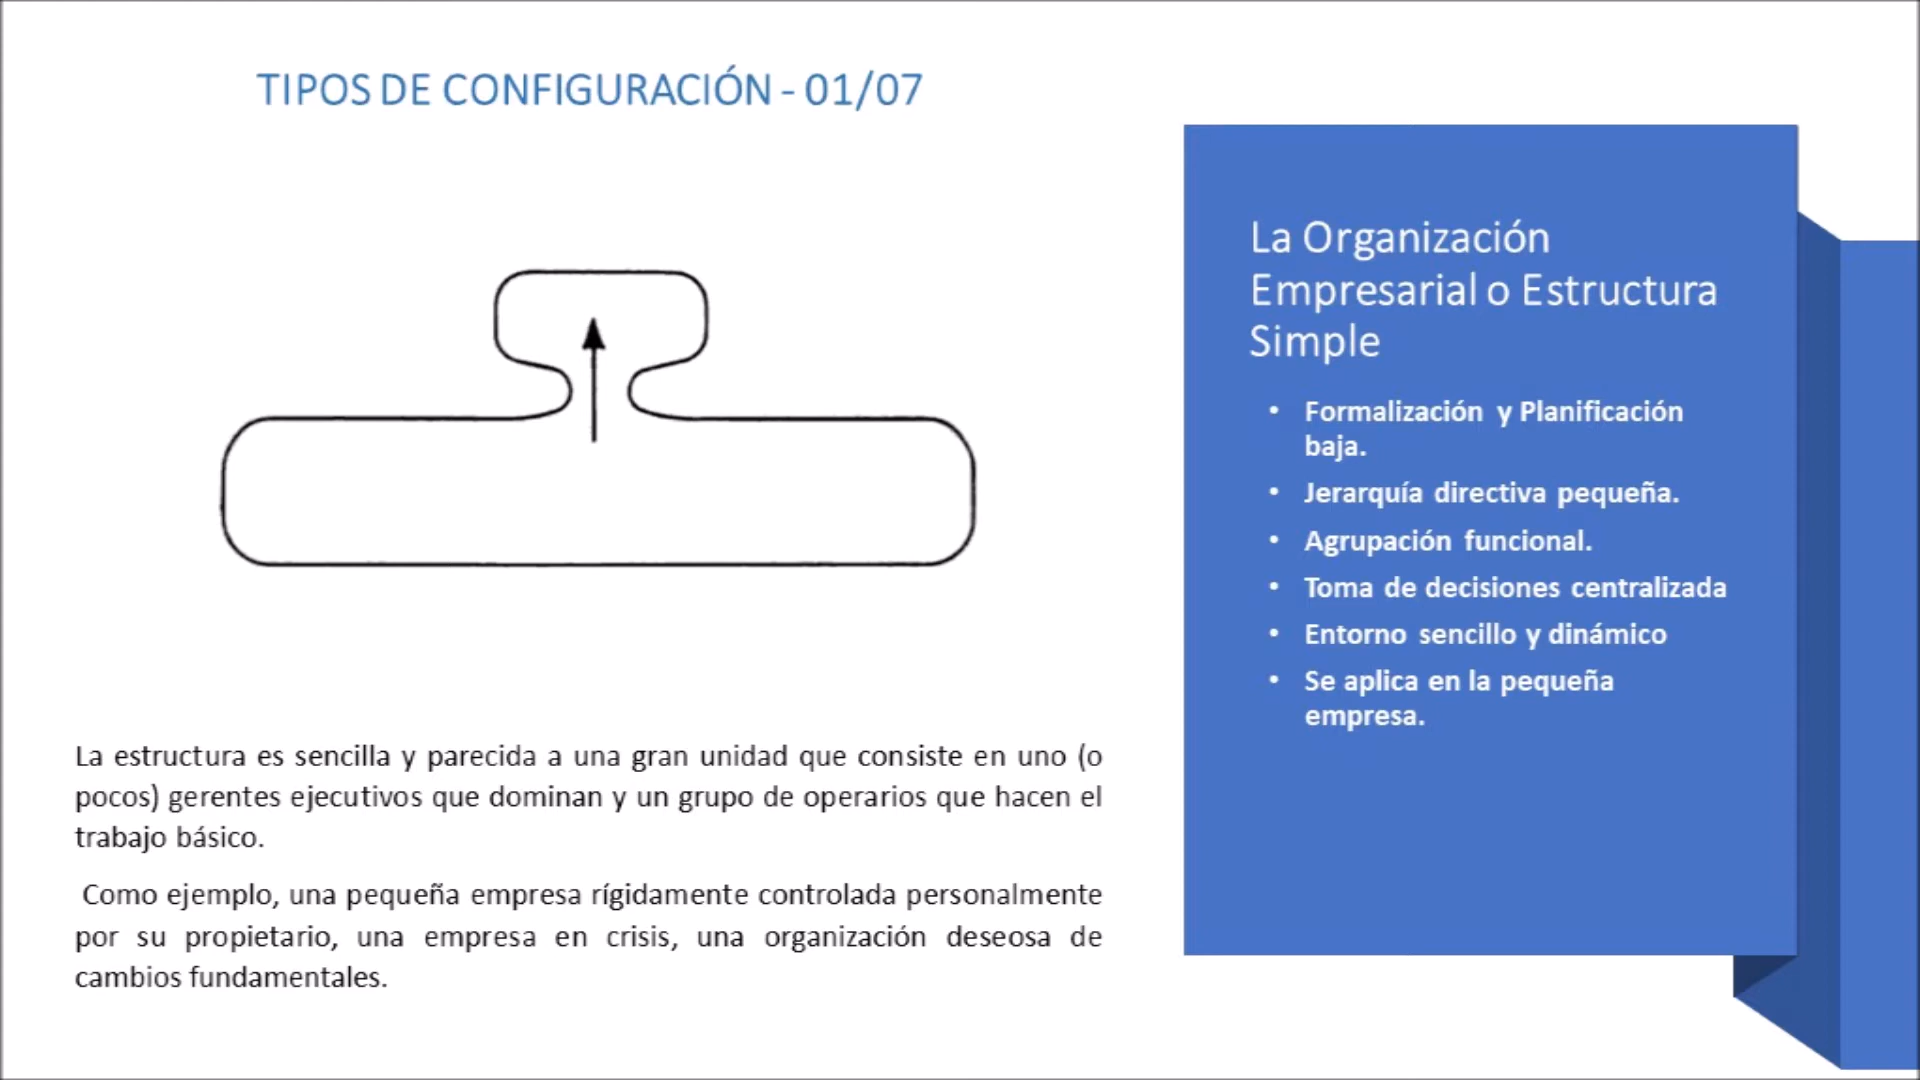 TIPOS DE CONFIGURACIÓN - 01/07
La estructura es sencilla y parecida a una gran unidad que consiste en uno (o
pocos) gerentes ejecutivos que dominan y un grupo de operarios que hacen el
trabajo básico.
Como ejemplo, una pequeña empresa rígidamente controlada personalmente
por su propietario, una empresa en crisis, una organización deseosa de
cambios fundamentales.
La Organización
Empresarial o Estructura
Simple
• Formalización y Planificación
baja.
• Jerarquía directiva pequeña.
• Agrupación funcional.
• Toma de decisiones centralizada
• Entorno sencillo y dinámico
• Se aplica en la pequeña
empresa.